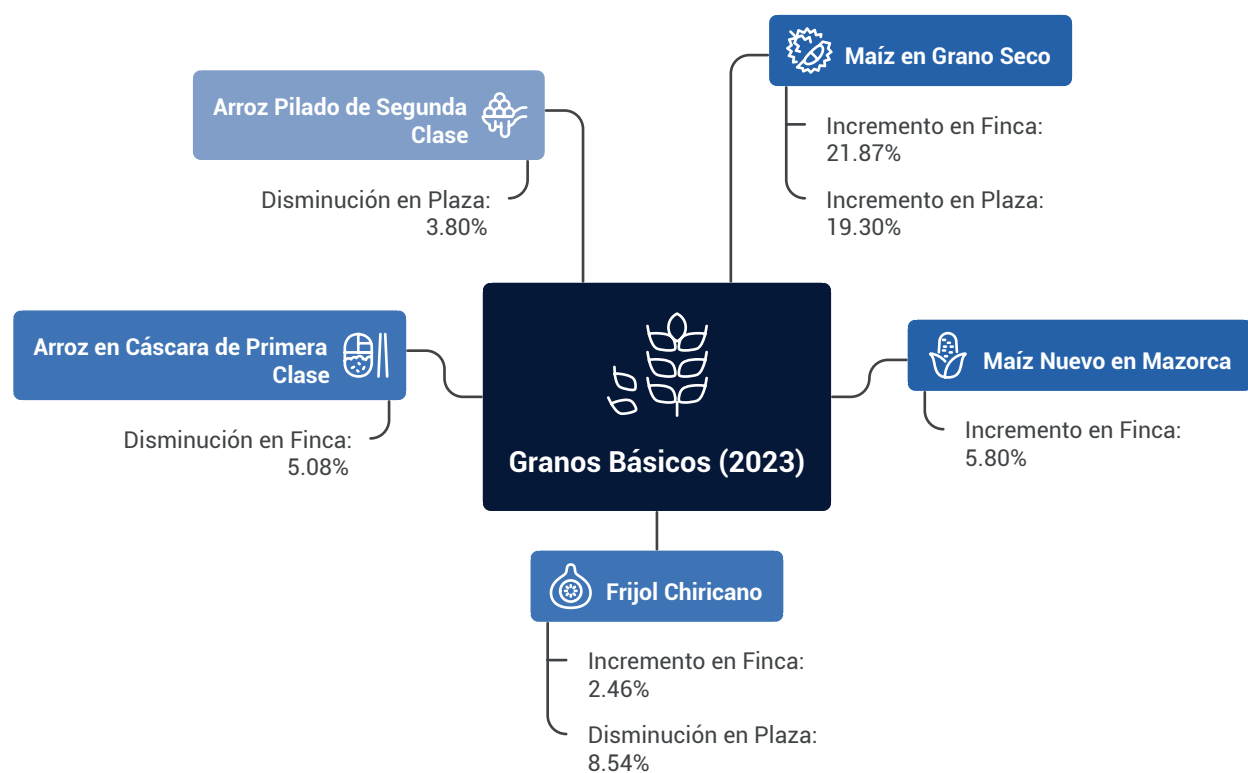 Maíz en Grano Seco
Incremento en Finca:
21.87%
Incremento en Plaza:
19.30%
Arroz Pilado de Segunda
Clase
Disminución en Plaza:
3.80%
Arroz en Cáscara de Primera
Clase
Disminución en Finca:
5.08%
Granos Básicos (2023)
Maíz Nuevo en Mazorca
Incremento en Finca:
5.80%
Frijol Chiricano
Incremento en Finca:
2.46%
Disminución en Plaza:
8.54%